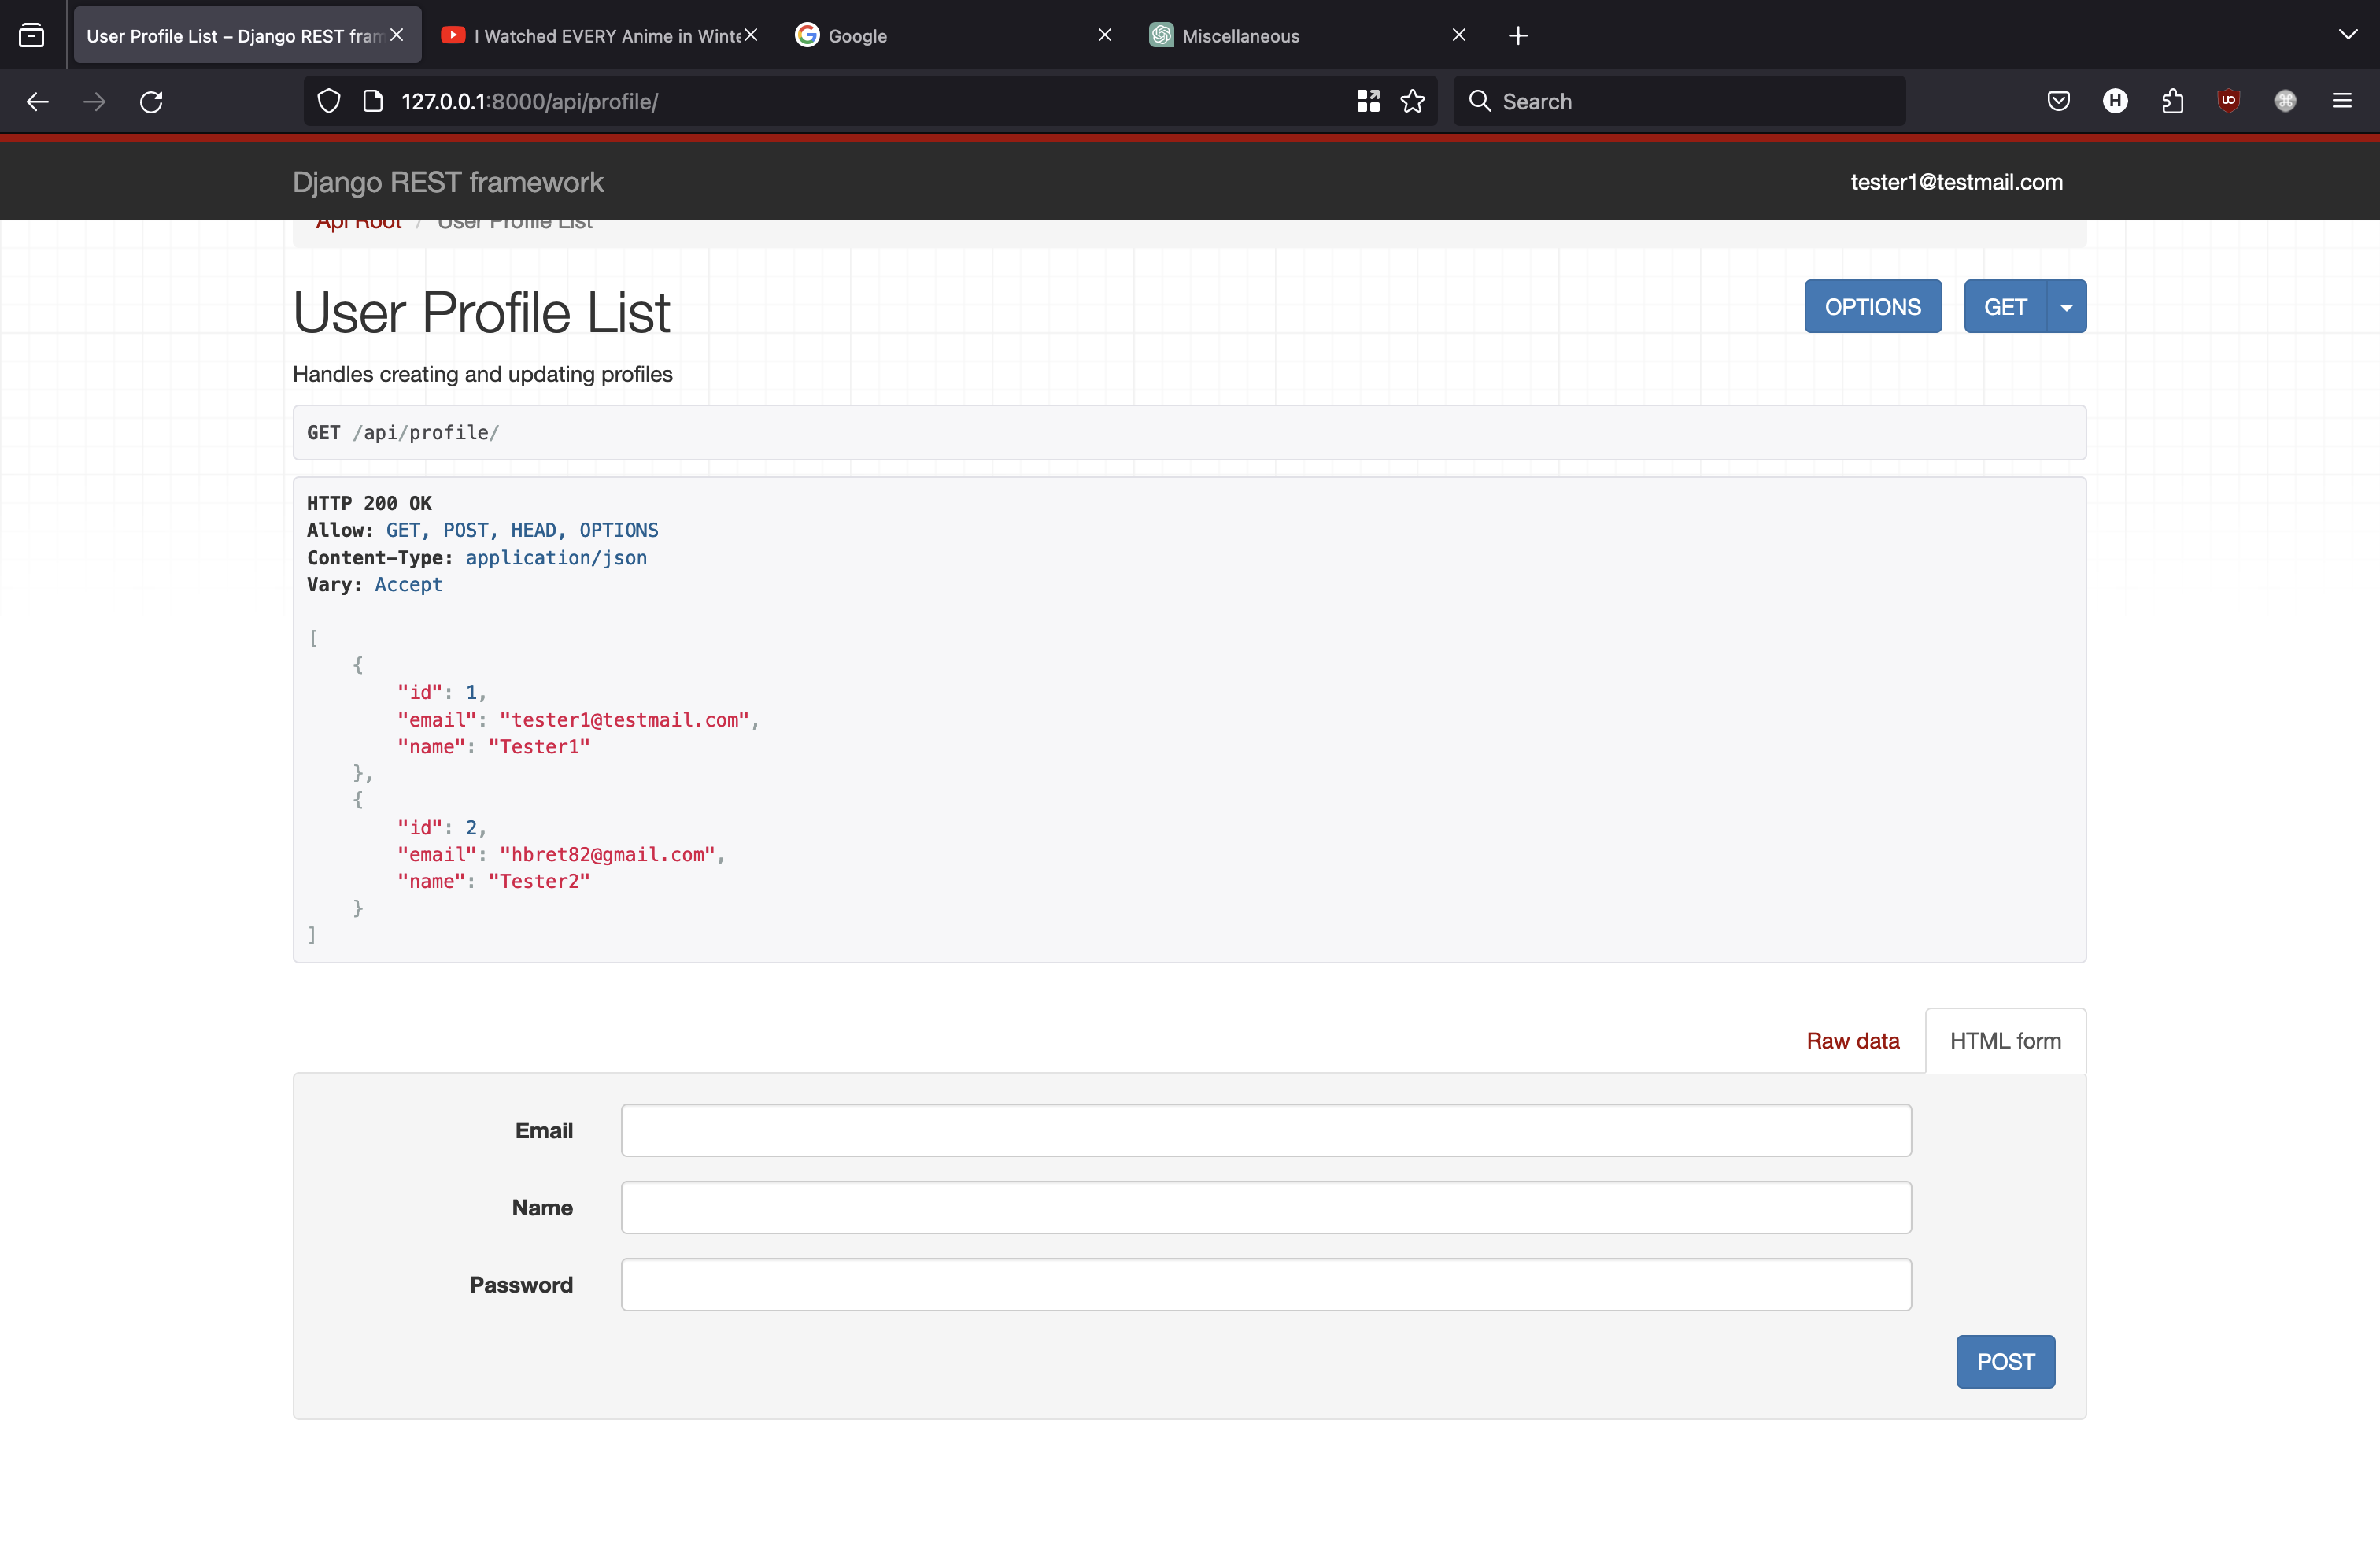 User Profile List – Django REST fram
I Watched EVERY Anime in Winte
Google
Miscellaneous
127.0.0.1:8000/api/profile/
Search
Django REST framework
tester1@testmail.com
Api Root / User Profile List
User Profile List
OPTIONS
GET
Handles creating and updating profiles
GET /api/profile/
HTTP 200 OK
Allow: GET, POST, HEAD, OPTIONS
Content-Type: application/json
Vary: Accept
[
    {
        "id": 1,
        "email": "tester1@testmail.com",
        "name": "Tester1"
    },
    {
        "id": 2,
        "email": "hbret82@gmail.com",
        "name": "Tester2"
    }
]
Raw data
HTML form
Email
Name
Password
POST